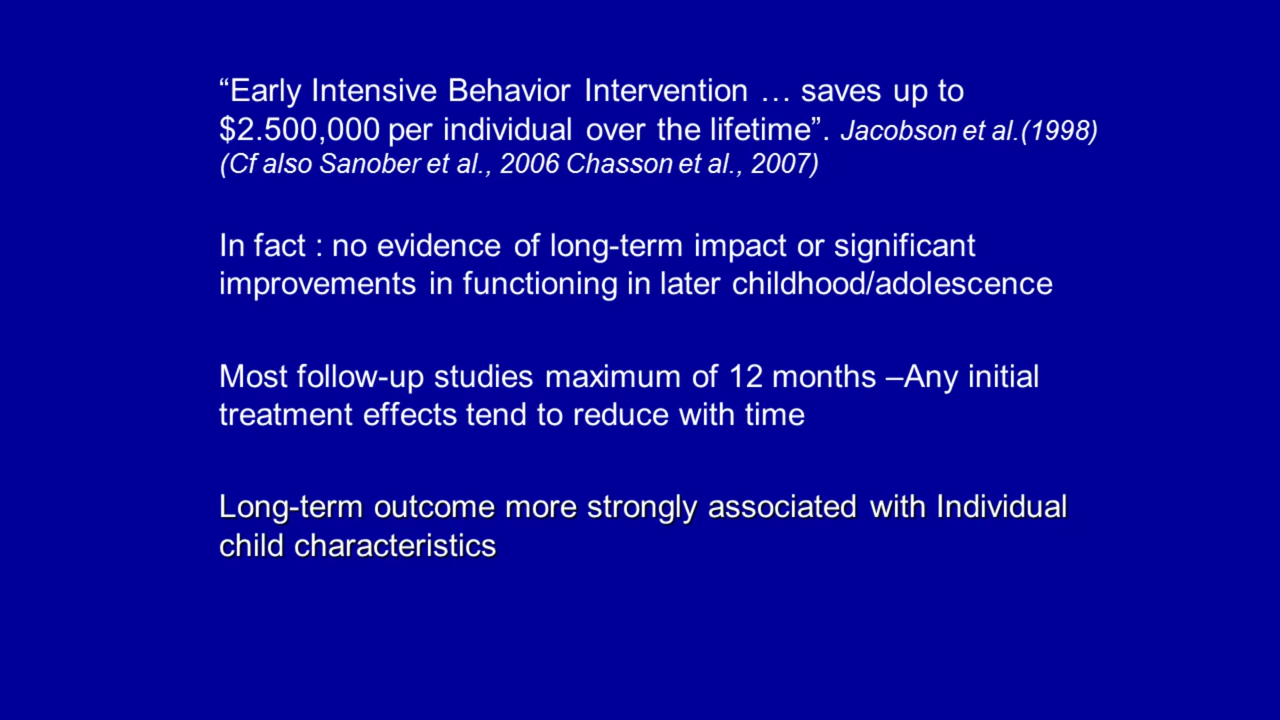 “Early Intensive Behavior Intervention … saves up to
$2.500,000 per individual over the lifetime”. Jacobson et al.(1998)
(Cf also Sanober et al., 2006 Chasson et al., 2007)
In fact : no evidence of long-term impact or significant
improvements in functioning in later childhood/adolescence
Most follow-up studies maximum of 12 months –Any initial
treatment effects tend to reduce with time
Long-term outcome more strongly associated with Individual
child characteristics